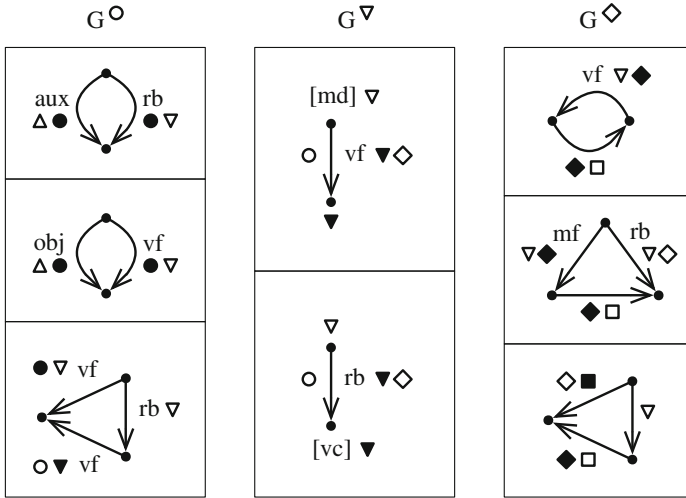 G○ G▽ G◇
aux rb
△● ●▽
obj vf
△● ●▽
●▽ vf
rb ▽
○▼ vf
[md] ▽
○ vf ▼◇
▼
▽
○ rb ▼◇
[vc] ▼
vf ▽◆
◆□
mf rb
▽◆ ▽◇
◆□
◇■
▽
◆□